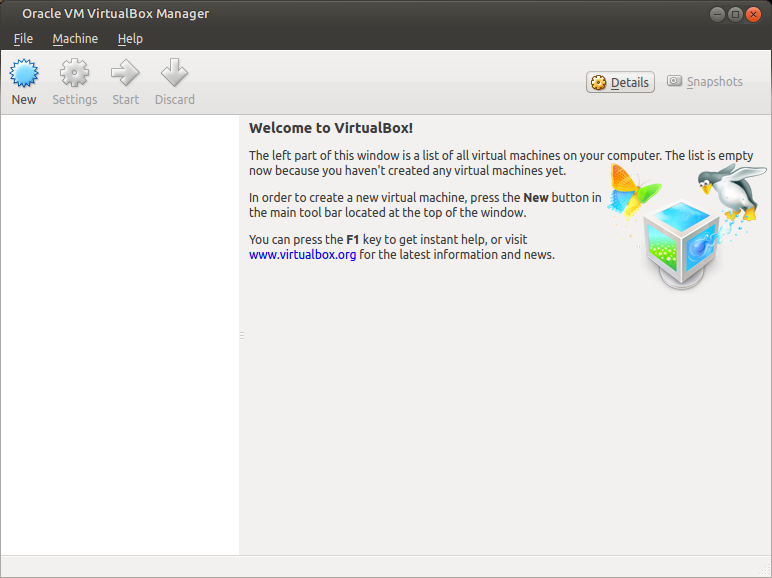 Oracle VM VirtualBox Manager
File Machine Help
New Settings Start Discard Details Snapshots
Welcome to VirtualBox!
The left part of this window is a list of all virtual machines on your computer. The list is empty
now because you haven't created any virtual machines yet.
In order to create a new virtual machine, press the New button in
the main tool bar located at the top of the window.
You can press the F1 key to get instant help, or visit
www.virtualbox.org for the latest information and news.